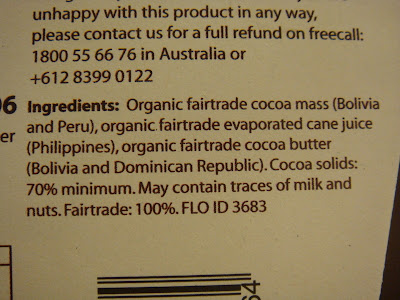 unhappy with this product in any way,
please contact us for a full refund on freecall:
1800 55 66 76 in Australia or
+612 8399 0122
06 Ingredients: Organic fairtrade cocoa mass (Bolivia
and Peru), organic fairtrade evaporated cane juice
er (Philippines), organic fairtrade cocoa butter
(Bolivia and Dominican Republic). Cocoa solids:
70% minimum. May contain traces of milk and
nuts. Fairtrade: 100%. FLO ID 3683
64